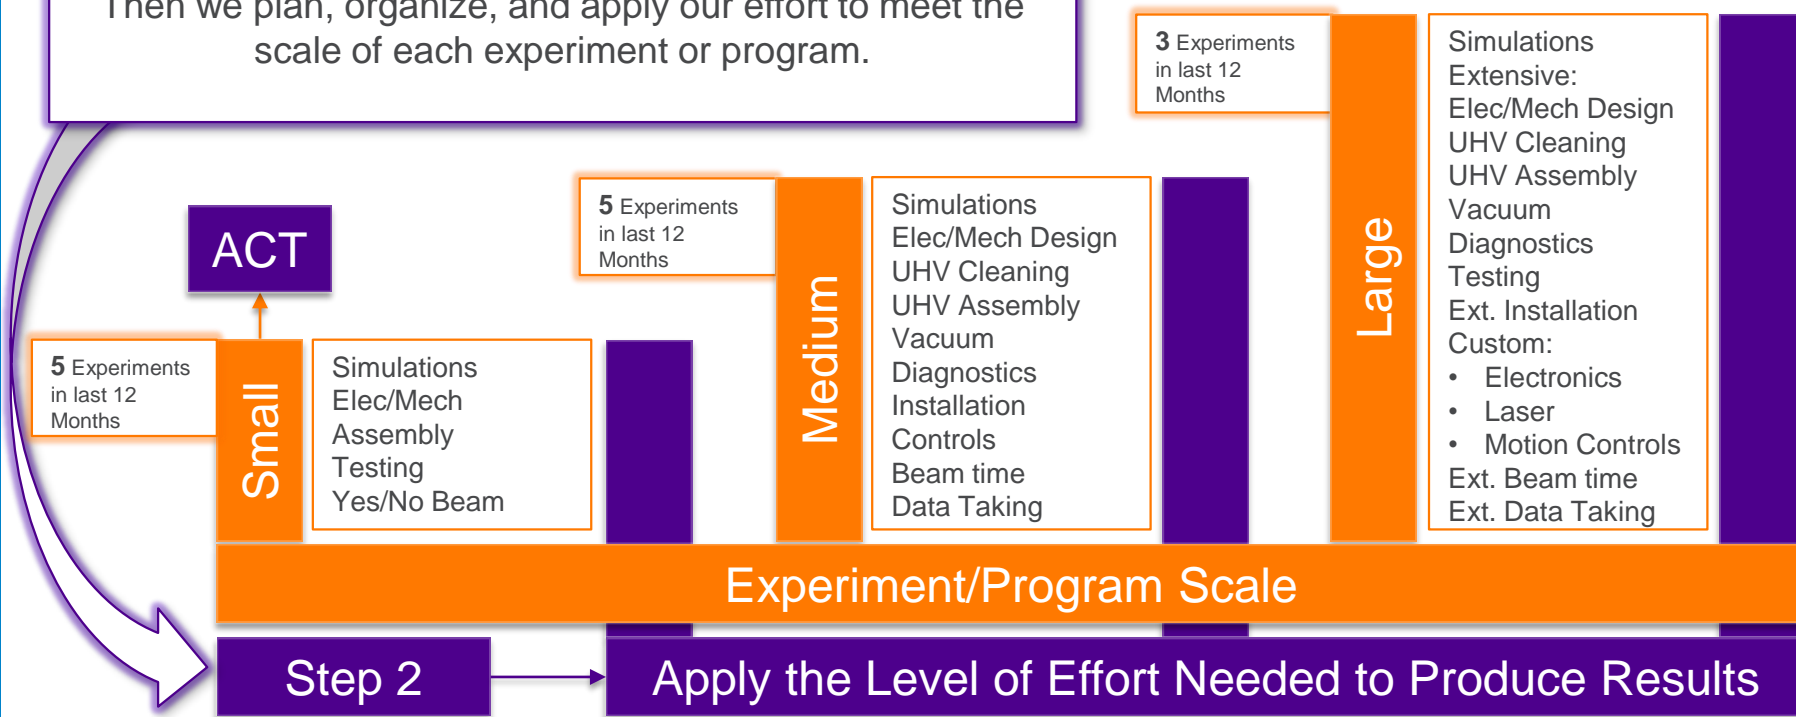 Then we plan, organize, and apply our effort to meet the
scale of each experiment or program.
ACT
5 Experiments
in last 12
Months
Small
Simulations
Elec/Mech
Assembly
Testing
Yes/No Beam
5 Experiments
in last 12
Months
Medium
Simulations
Elec/Mech Design
UHV Cleaning
UHV Assembly
Vacuum
Diagnostics
Installation
Controls
Beam time
Data Taking
3 Experiments
in last 12
Months
Large
Simulations
Extensive:
Elec/Mech Design
UHV Cleaning
UHV Assembly
Vacuum
Diagnostics
Testing
Ext. Installation
Custom:
• Electronics
• Laser
• Motion Controls
Ext. Beam time
Ext. Data Taking
Experiment/Program Scale
Step 2
Apply the Level of Effort Needed to Produce Results